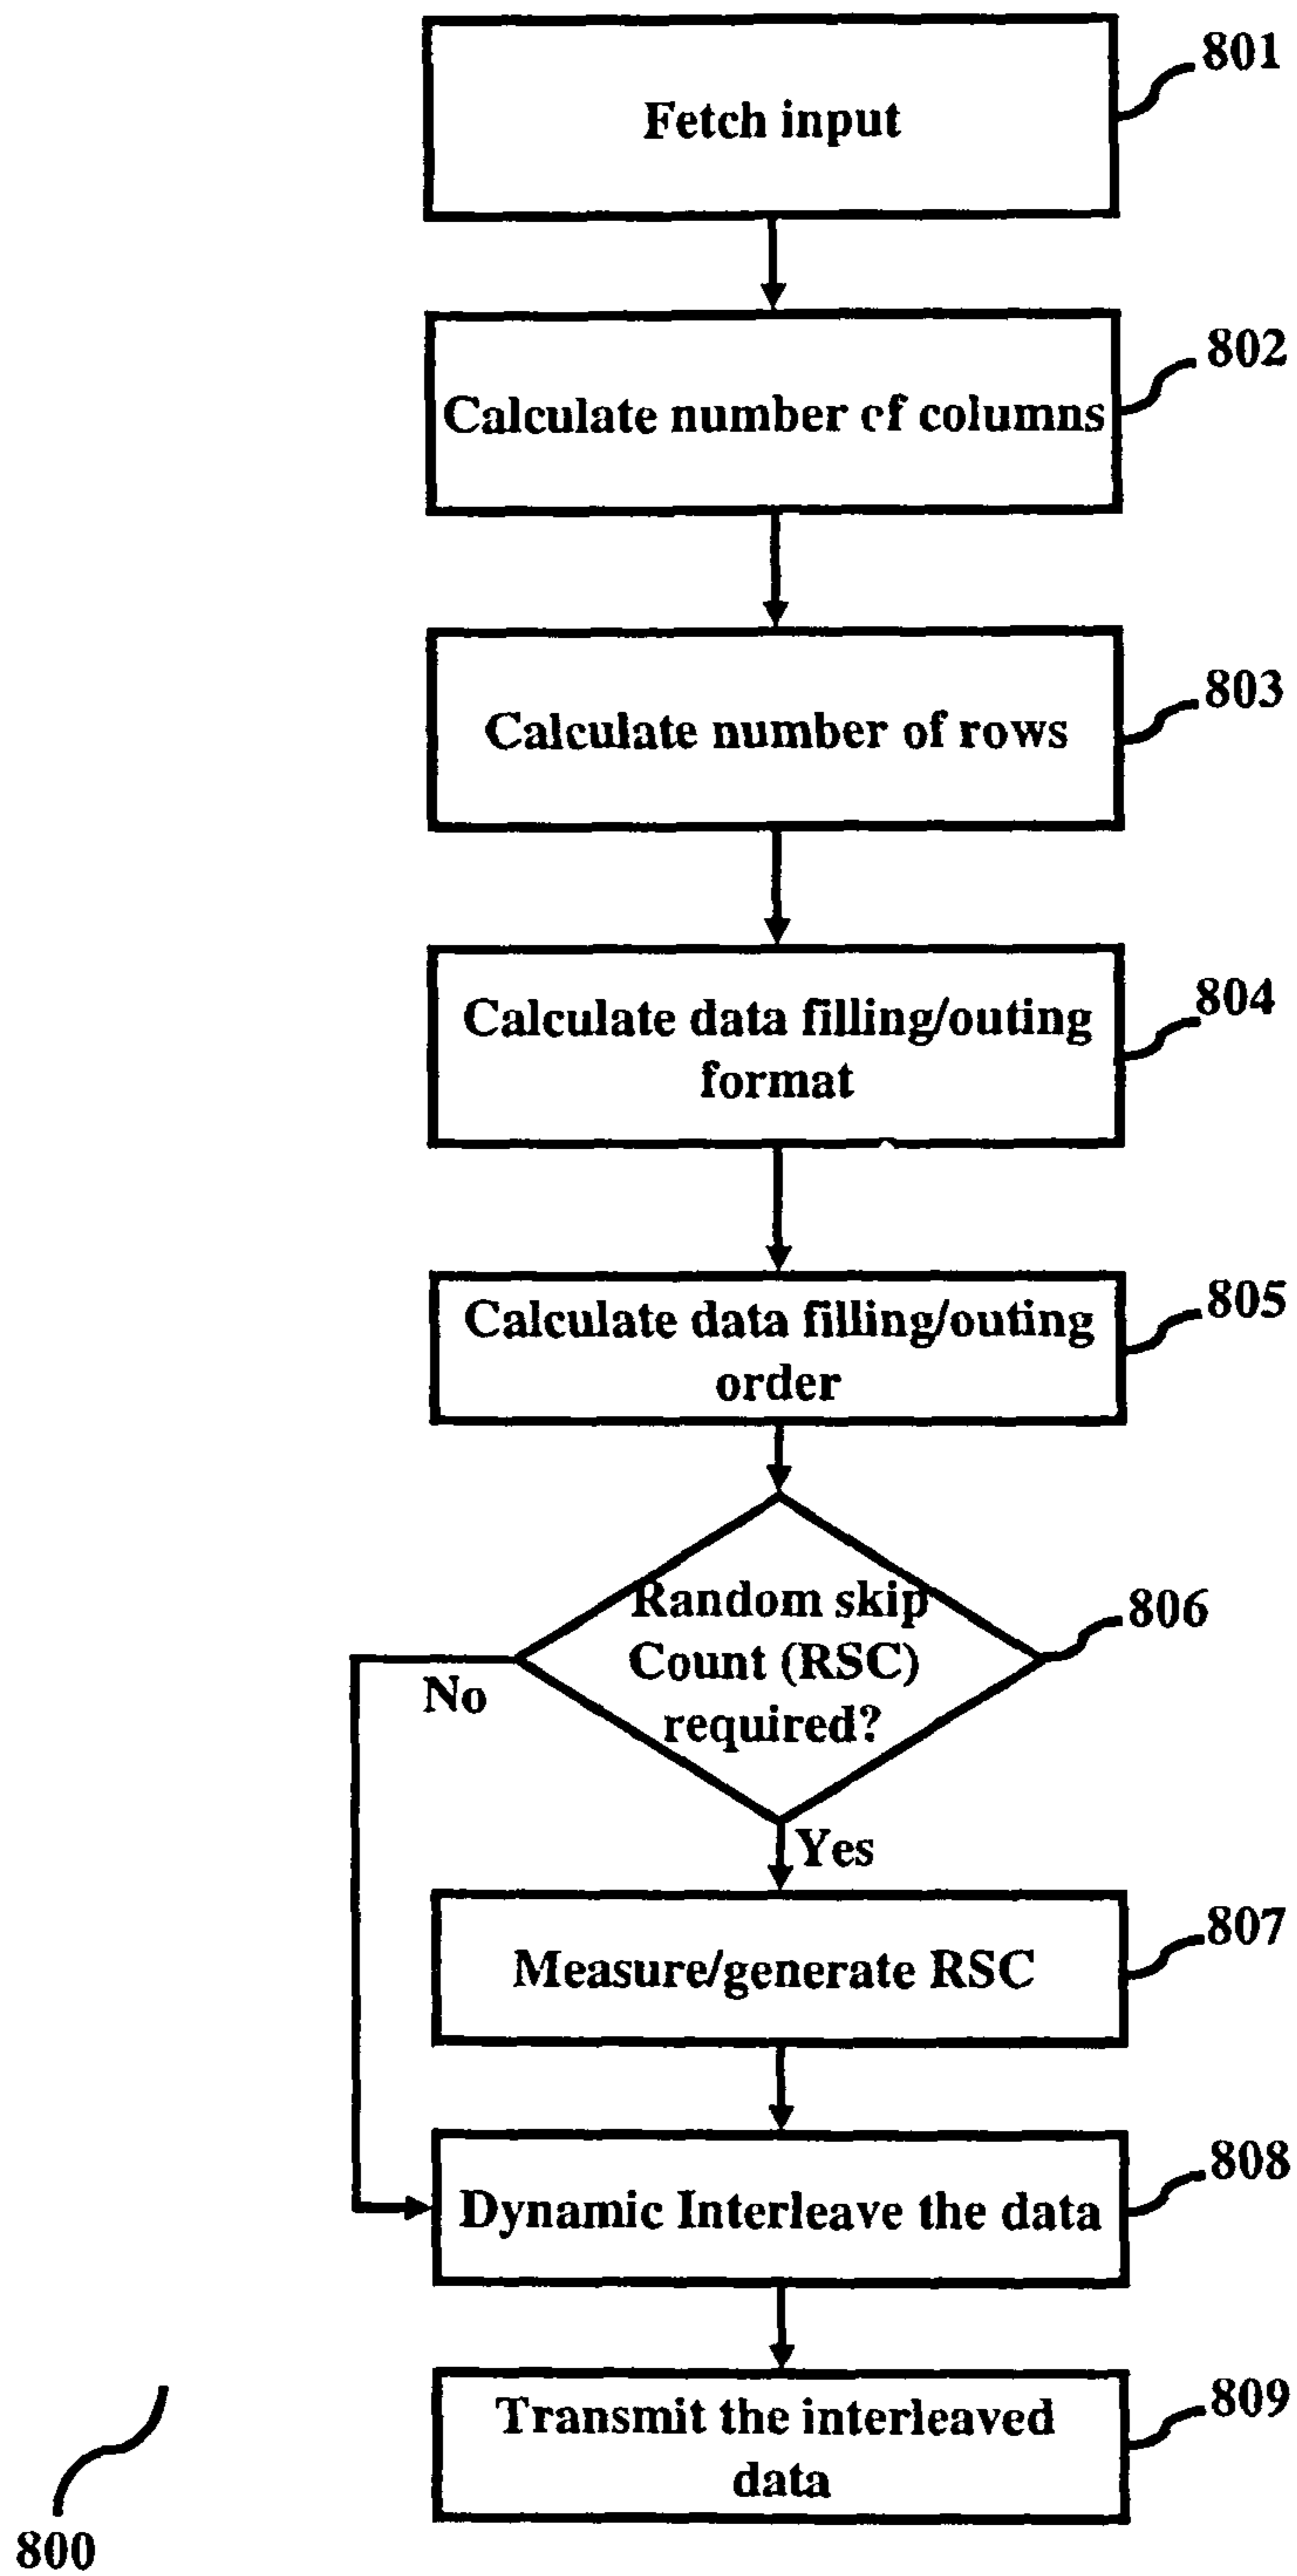 801
Fetch input
802
Calculate number of columns
803
Calculate number of rows
804
Calculate data filling/outing
format
805
Calculate data filling/outing
order
806
Random skip
Count (RSC)
required?
No
Yes
807
Measure/generate RSC
808
Dynamic Interleave the data
809
Transmit the interleaved
data
800